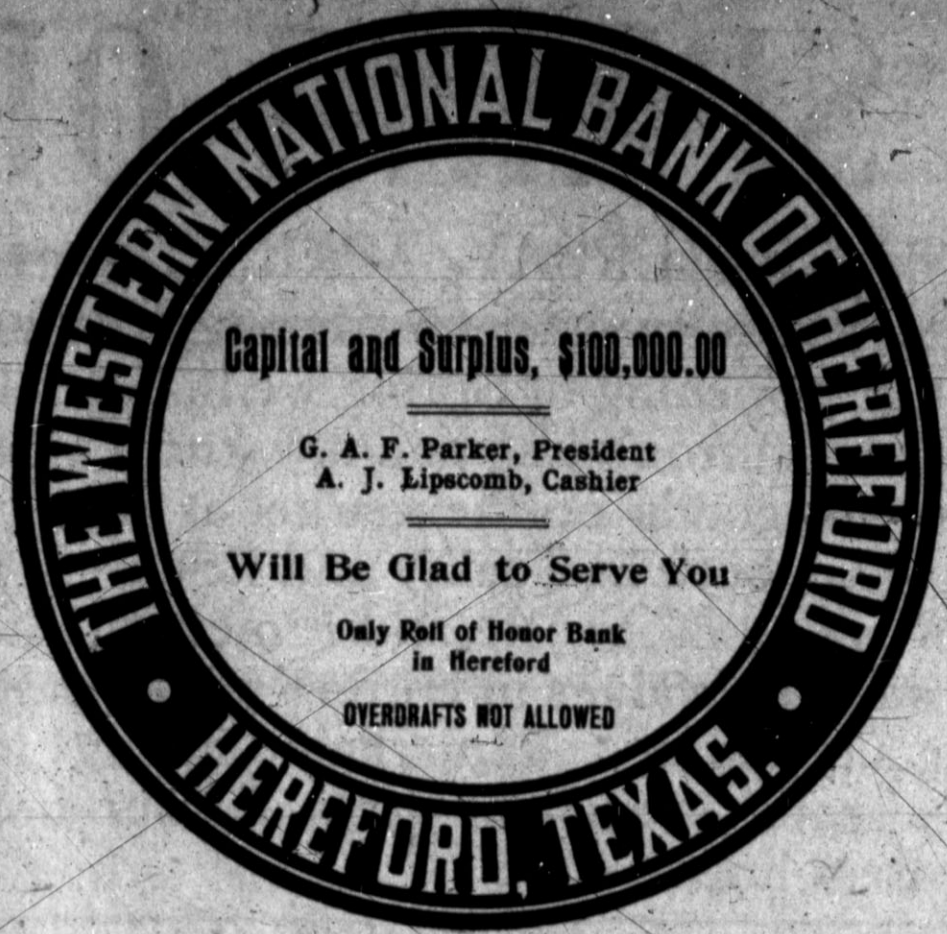 THE WESTERN NATIONAL BANK OF HEREFORD
Capital and Surplus, $100,000.00
G. A. F. Parker, President
A. J. Lipscomb, Cashier
Will Be Glad to Serve You
Only Roll of Honor Bank
in Hereford
OVERDRAFTS NOT ALLOWED
HEREFORD, TEXAS.